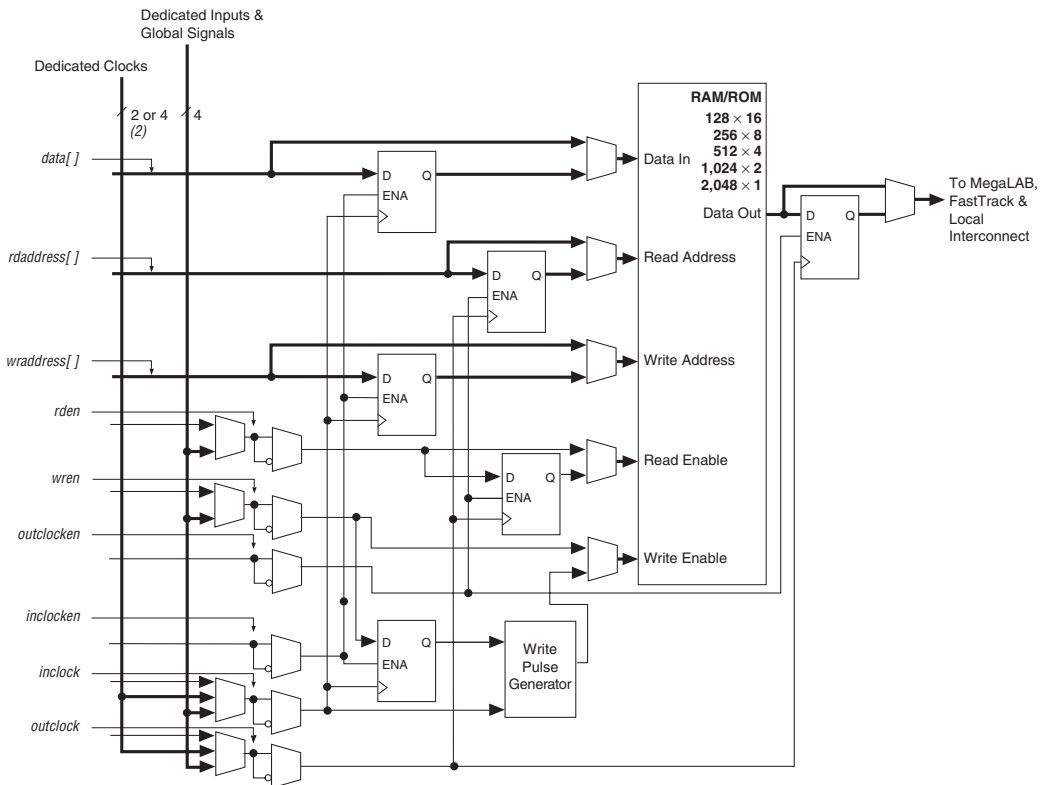 Dedicated Inputs &
Global Signals
Dedicated Clocks
2 or 4
(2)
4
data[ ]
rdaddress[ ]
wraddress[ ]
rden
wren
outclocken
inclocken
inclock
outclock
D Q
ENA
D Q
ENA
D Q
ENA
D Q
ENA
D Q
ENA
Write
Pulse
Generator
RAM/ROM
128 × 16
256 × 8
512 × 4
1,024 × 2
2,048 × 1
Data In
Data Out
Read Address
Write Address
Read Enable
Write Enable
D Q
ENA
To MegaLAB,
FastTrack &
Local
Interconnect